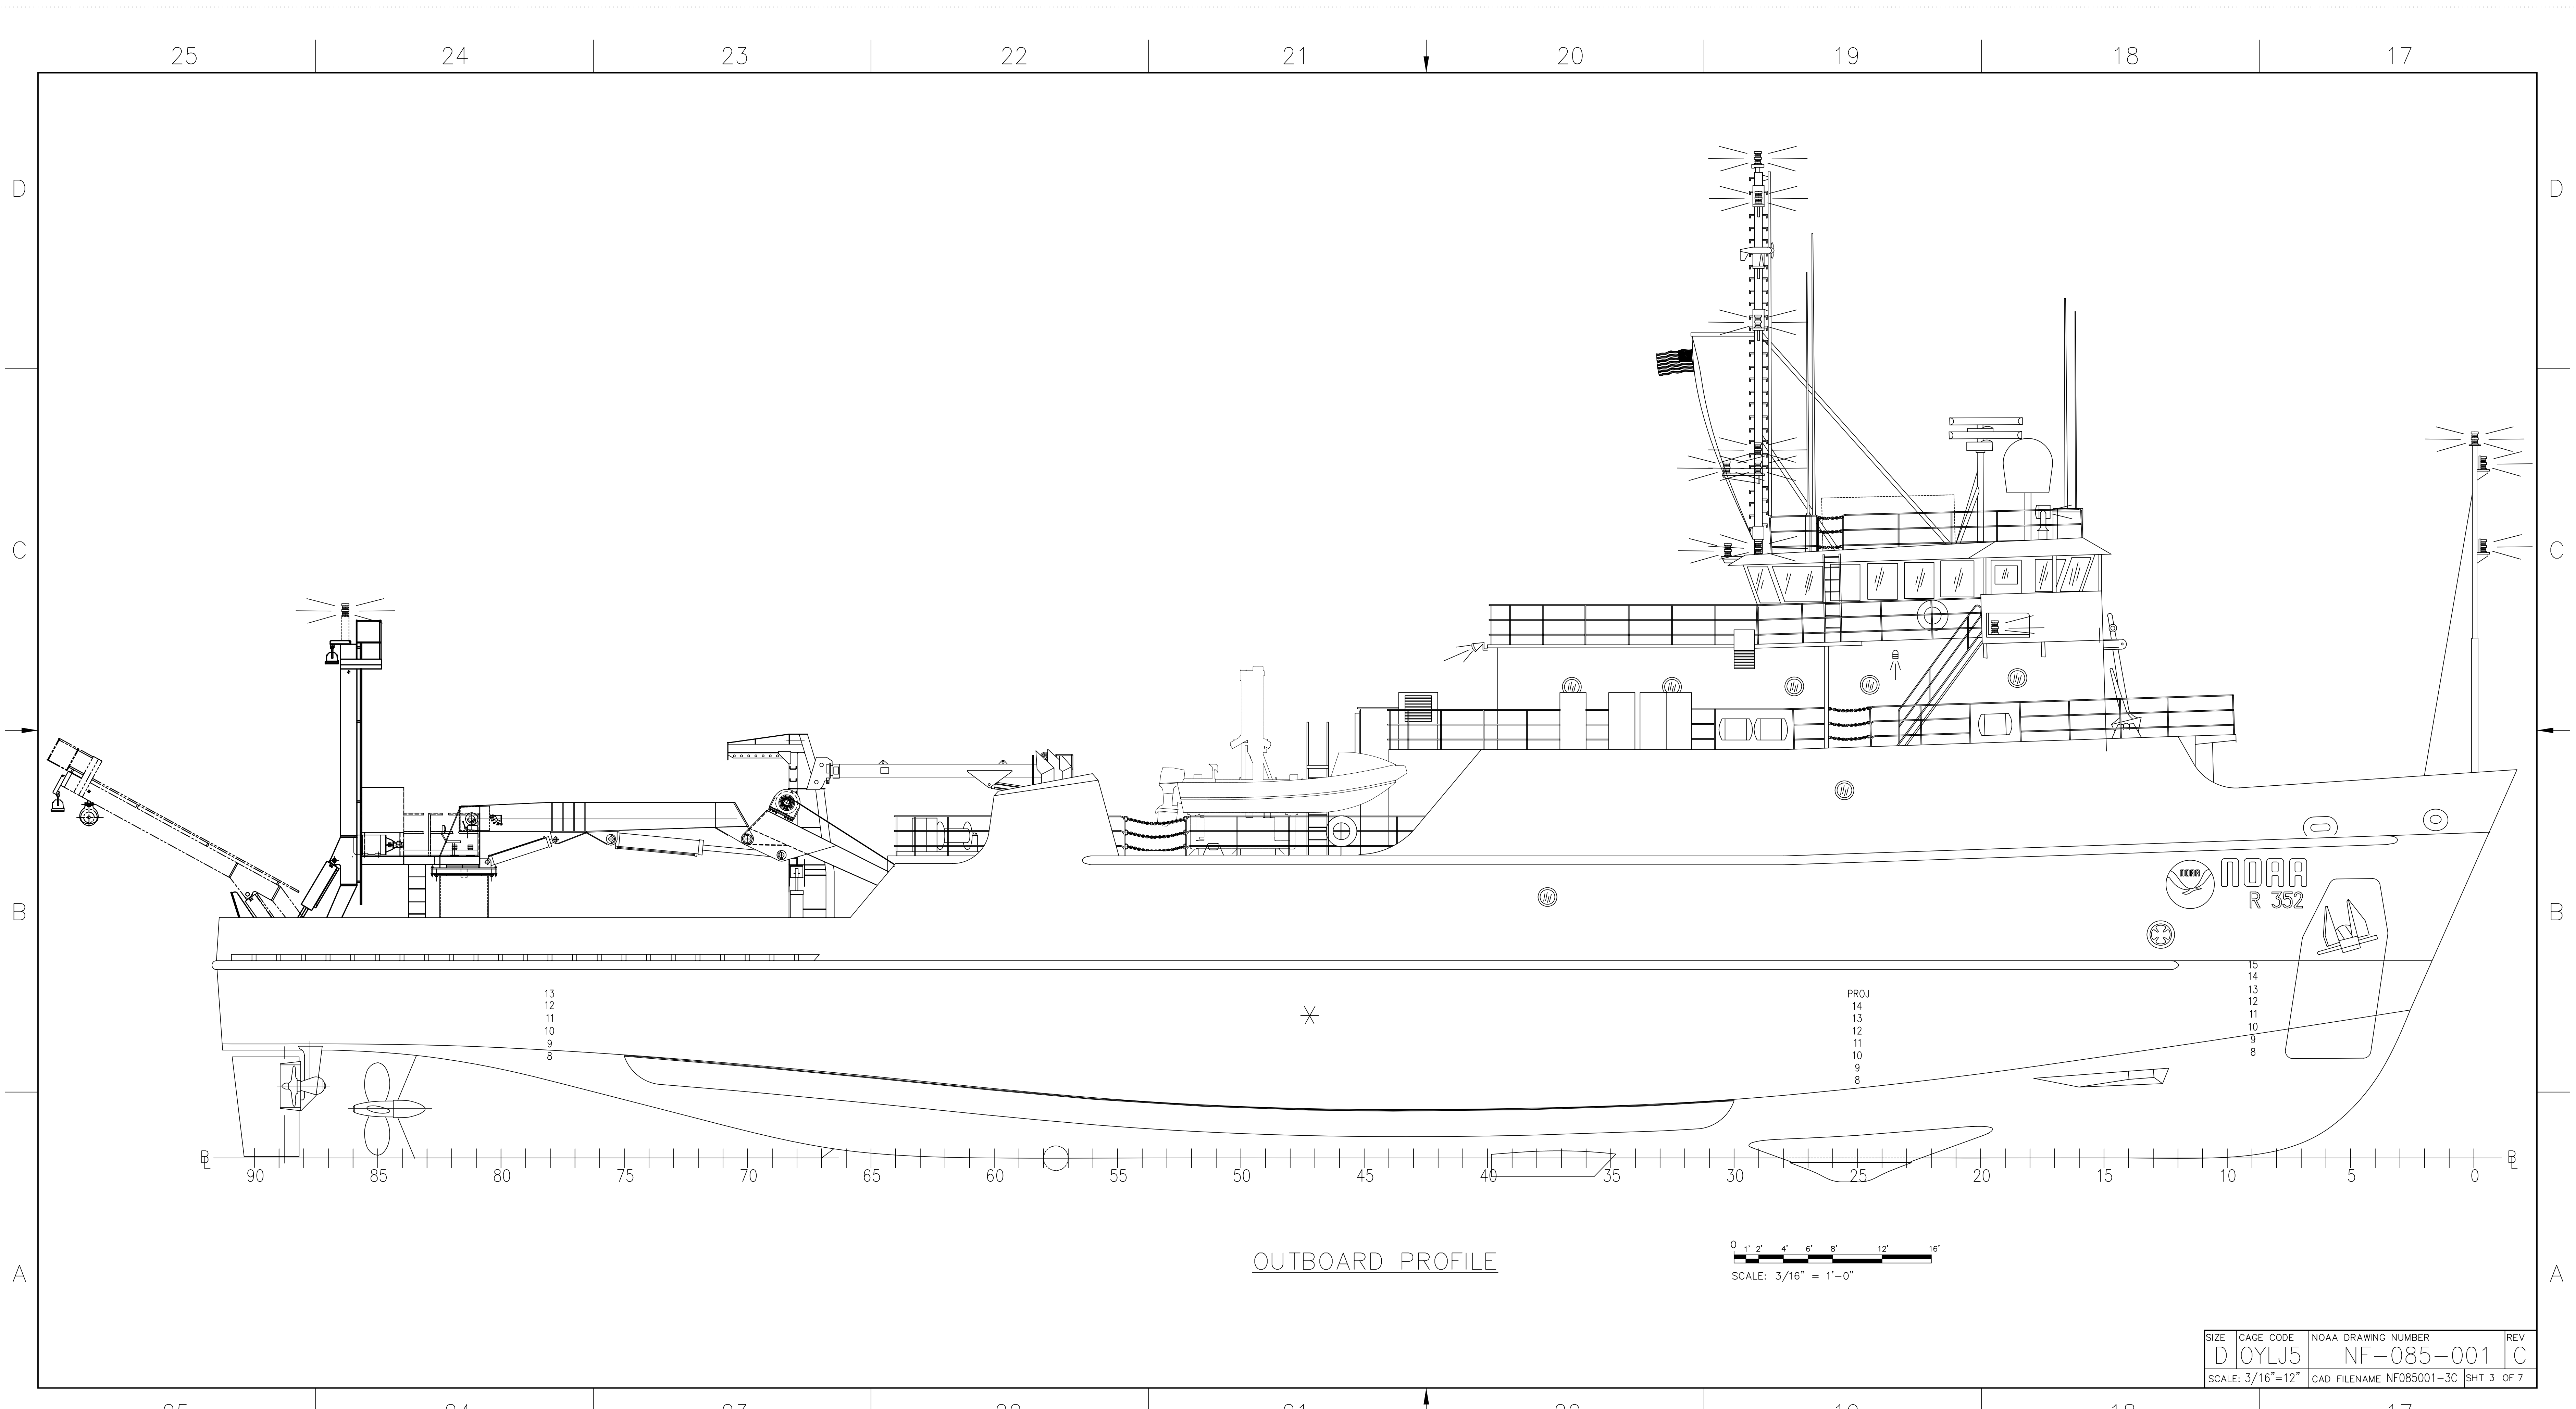 25 24 23 22 21 20 19 18 17
D D
C C
B B
A A
NOAA
NOAA
R 352
13
12
11
10
9
8
PROJ
14
13
12
11
10
9
8
15
14
13
12
11
10
9
8
BL 90 85 80 75 70 65 60 55 50 45 40 35 30 25 20 15 10 5 0 BL
OUTBOARD PROFILE
0 1' 2' 4' 6' 8' 12' 16'
SCALE: 3/16" = 1'-0"
SIZE CAGE CODE NOAA DRAWING NUMBER REV
D 0YLJ5 NF-085-001 C
SCALE: 3/16"=12" CAD FILENAME NF085001-3C SHT 3 OF 7